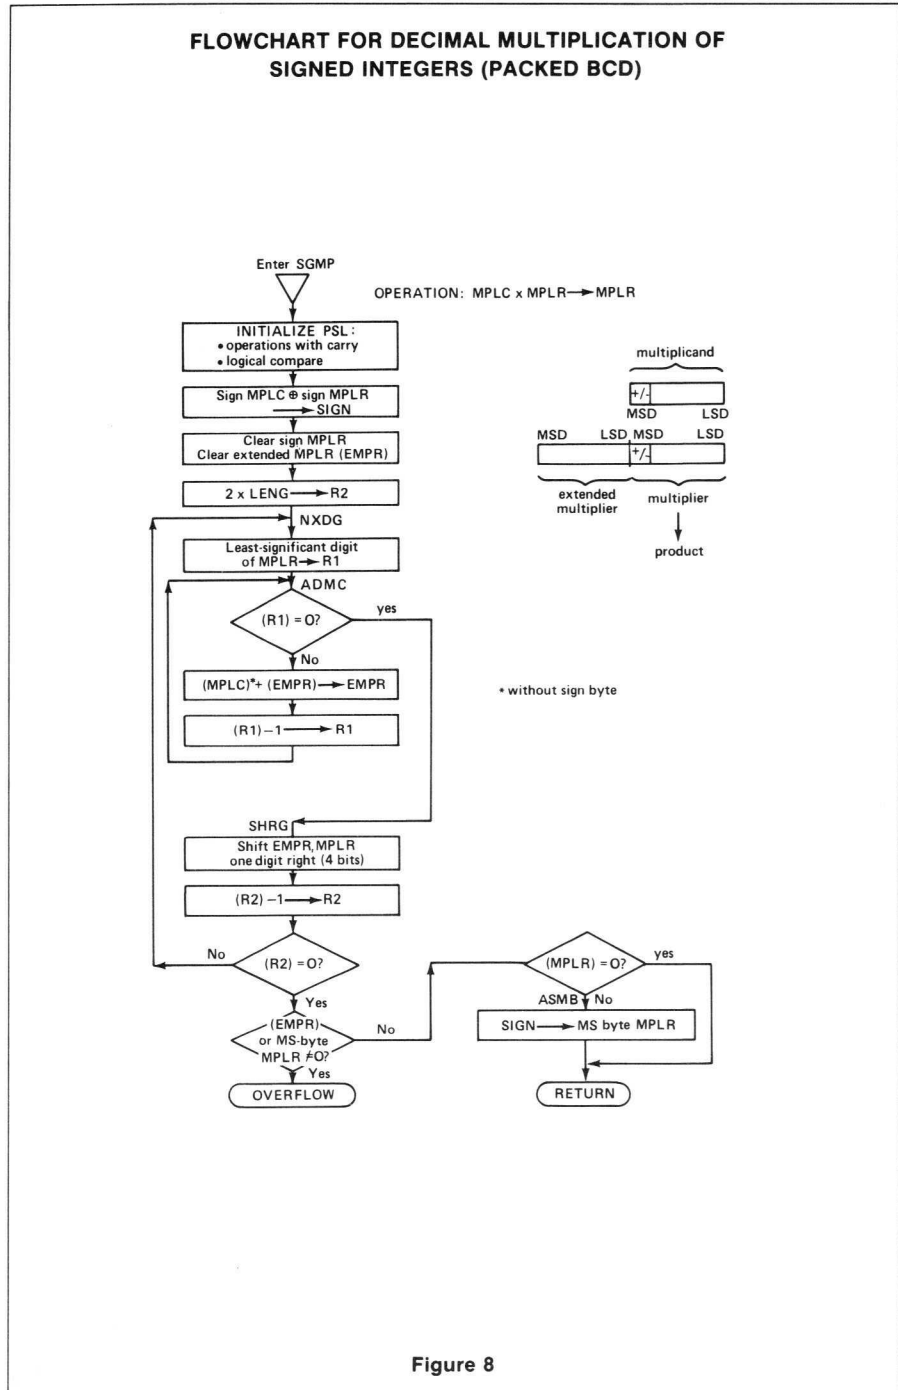 FLOWCHART FOR DECIMAL MULTIPLICATION OF
SIGNED INTEGERS (PACKED BCD)
Enter SGMP
OPERATION: MPLC x MPLR → MPLR
INITIALIZE PSL:
• operations with carry
• logical compare
Sign MPLC ⊕ sign MPLR
→ SIGN
Clear sign MPLR
Clear extended MPLR (EMPR)
2 x LENG → R2
NXDG
Least-significant digit
of MPLR → R1
ADMC
(R1) = 0?
yes
No
(MPLC)*+ (EMPR) → EMPR
(R1) – 1 → R1
SHRG
Shift EMPR, MPLR
one digit right (4 bits)
(R2) – 1 → R2
(R2) = 0?
No
Yes
(EMPR)
or MS-byte
MPLR ≠0?
No
Yes
OVERFLOW
multiplicand
+/-
MSD LSD
MSD LSD MSD LSD
+/-
extended
multiplier
multiplier
product
* without sign byte
(MPLR) = 0?
yes
ASMB No
SIGN → MS byte MPLR
RETURN
Figure 8